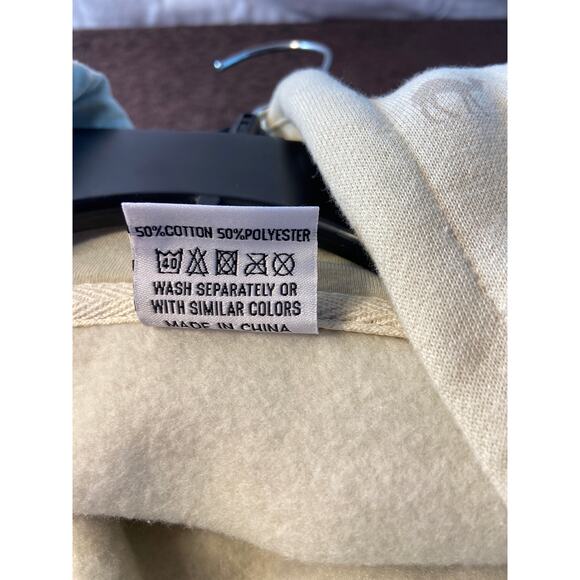 50%COTTON 50%POLYESTER
40
WASH SEPARATELY OR
WITH SIMILAR COLORS
MADE IN CHINA